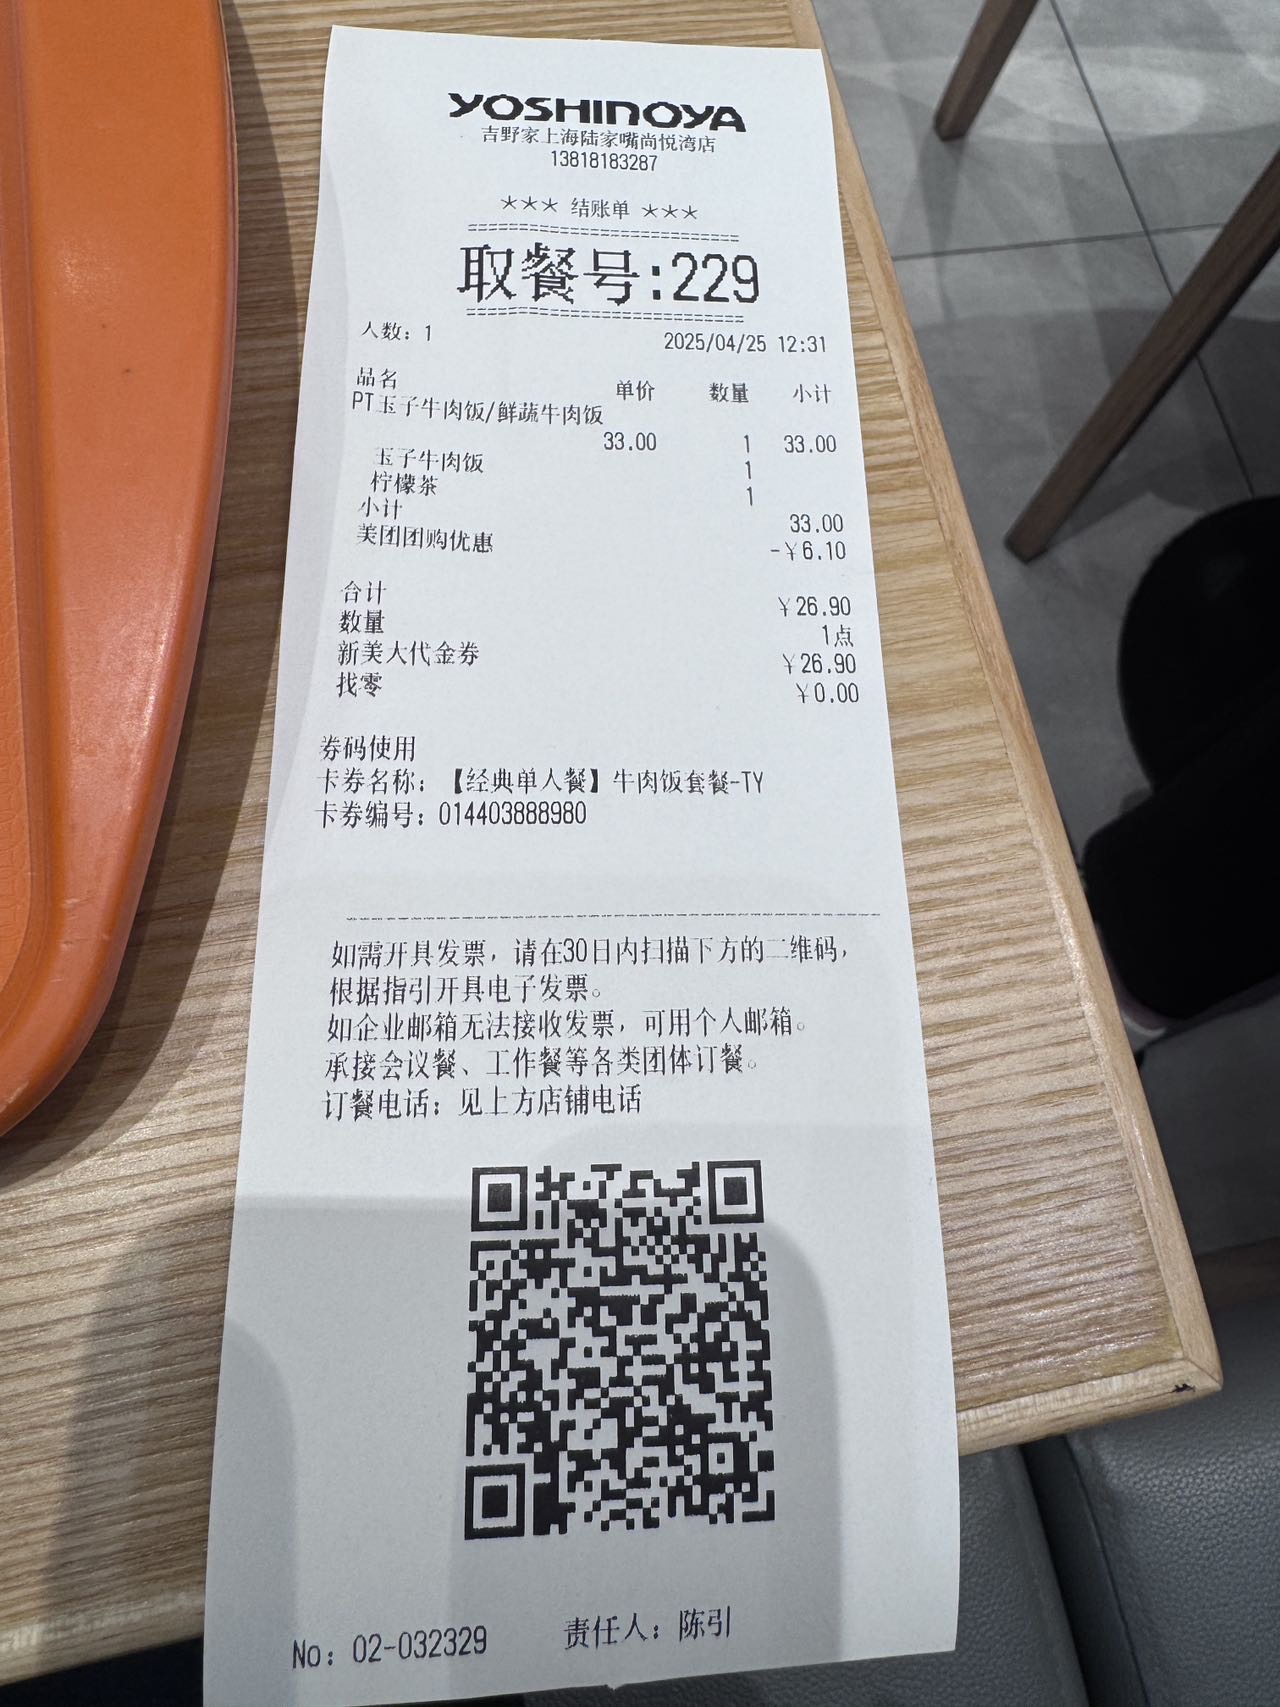 YOSHINOYA
吉野家上海陆家嘴尚悦湾店
13818183287
*** 结账单 ***
==========================
取餐号:229
==========================
人数: 1 2025/04/25 12:31
品名 单价 数量 小计
PT玉子牛肉饭/鲜蔬牛肉饭
33.00 1 33.00
玉子牛肉饭 1
柠檬茶 1
小计 33.00
美团团购优惠 -¥6.10
合计 ¥26.90
数量 1点
新美大代金券 ¥26.90
找零 ¥0.00
券码使用
卡券名称: 【经典单人餐】牛肉饭套餐-TY
卡券编号: 014403888980
如需开具发票，请在30日内扫描下方的二维码，
根据指引开具电子发票。
如企业邮箱无法接收发票，可用个人邮箱。
承接会议餐、工作餐等各类团体订餐。
订餐电话: 见上方店铺电话
No: 02-032329 责任人: 陈引